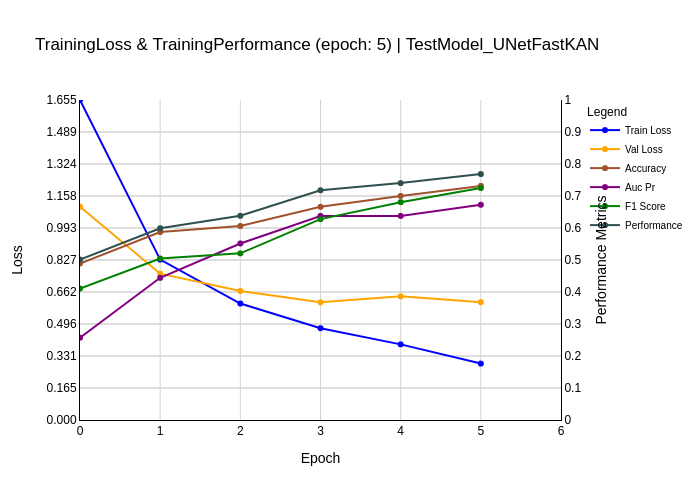 TrainingLoss & TrainingPerformance (epoch: 5) | TestModel_UNetFastKAN
1.655
1.489
1.324
1.158
0.993
0.827
0.662
0.496
0.331
0.165
0.000
Loss
0 1 2 3 4 5 6
Epoch
1
0.9
0.8
0.7
0.6
0.5
0.4
0.3
0.2
0.1
0
Performance Metrics
Legend
Train Loss
Val Loss
Accuracy
Auc Pr
F1 Score
Performance